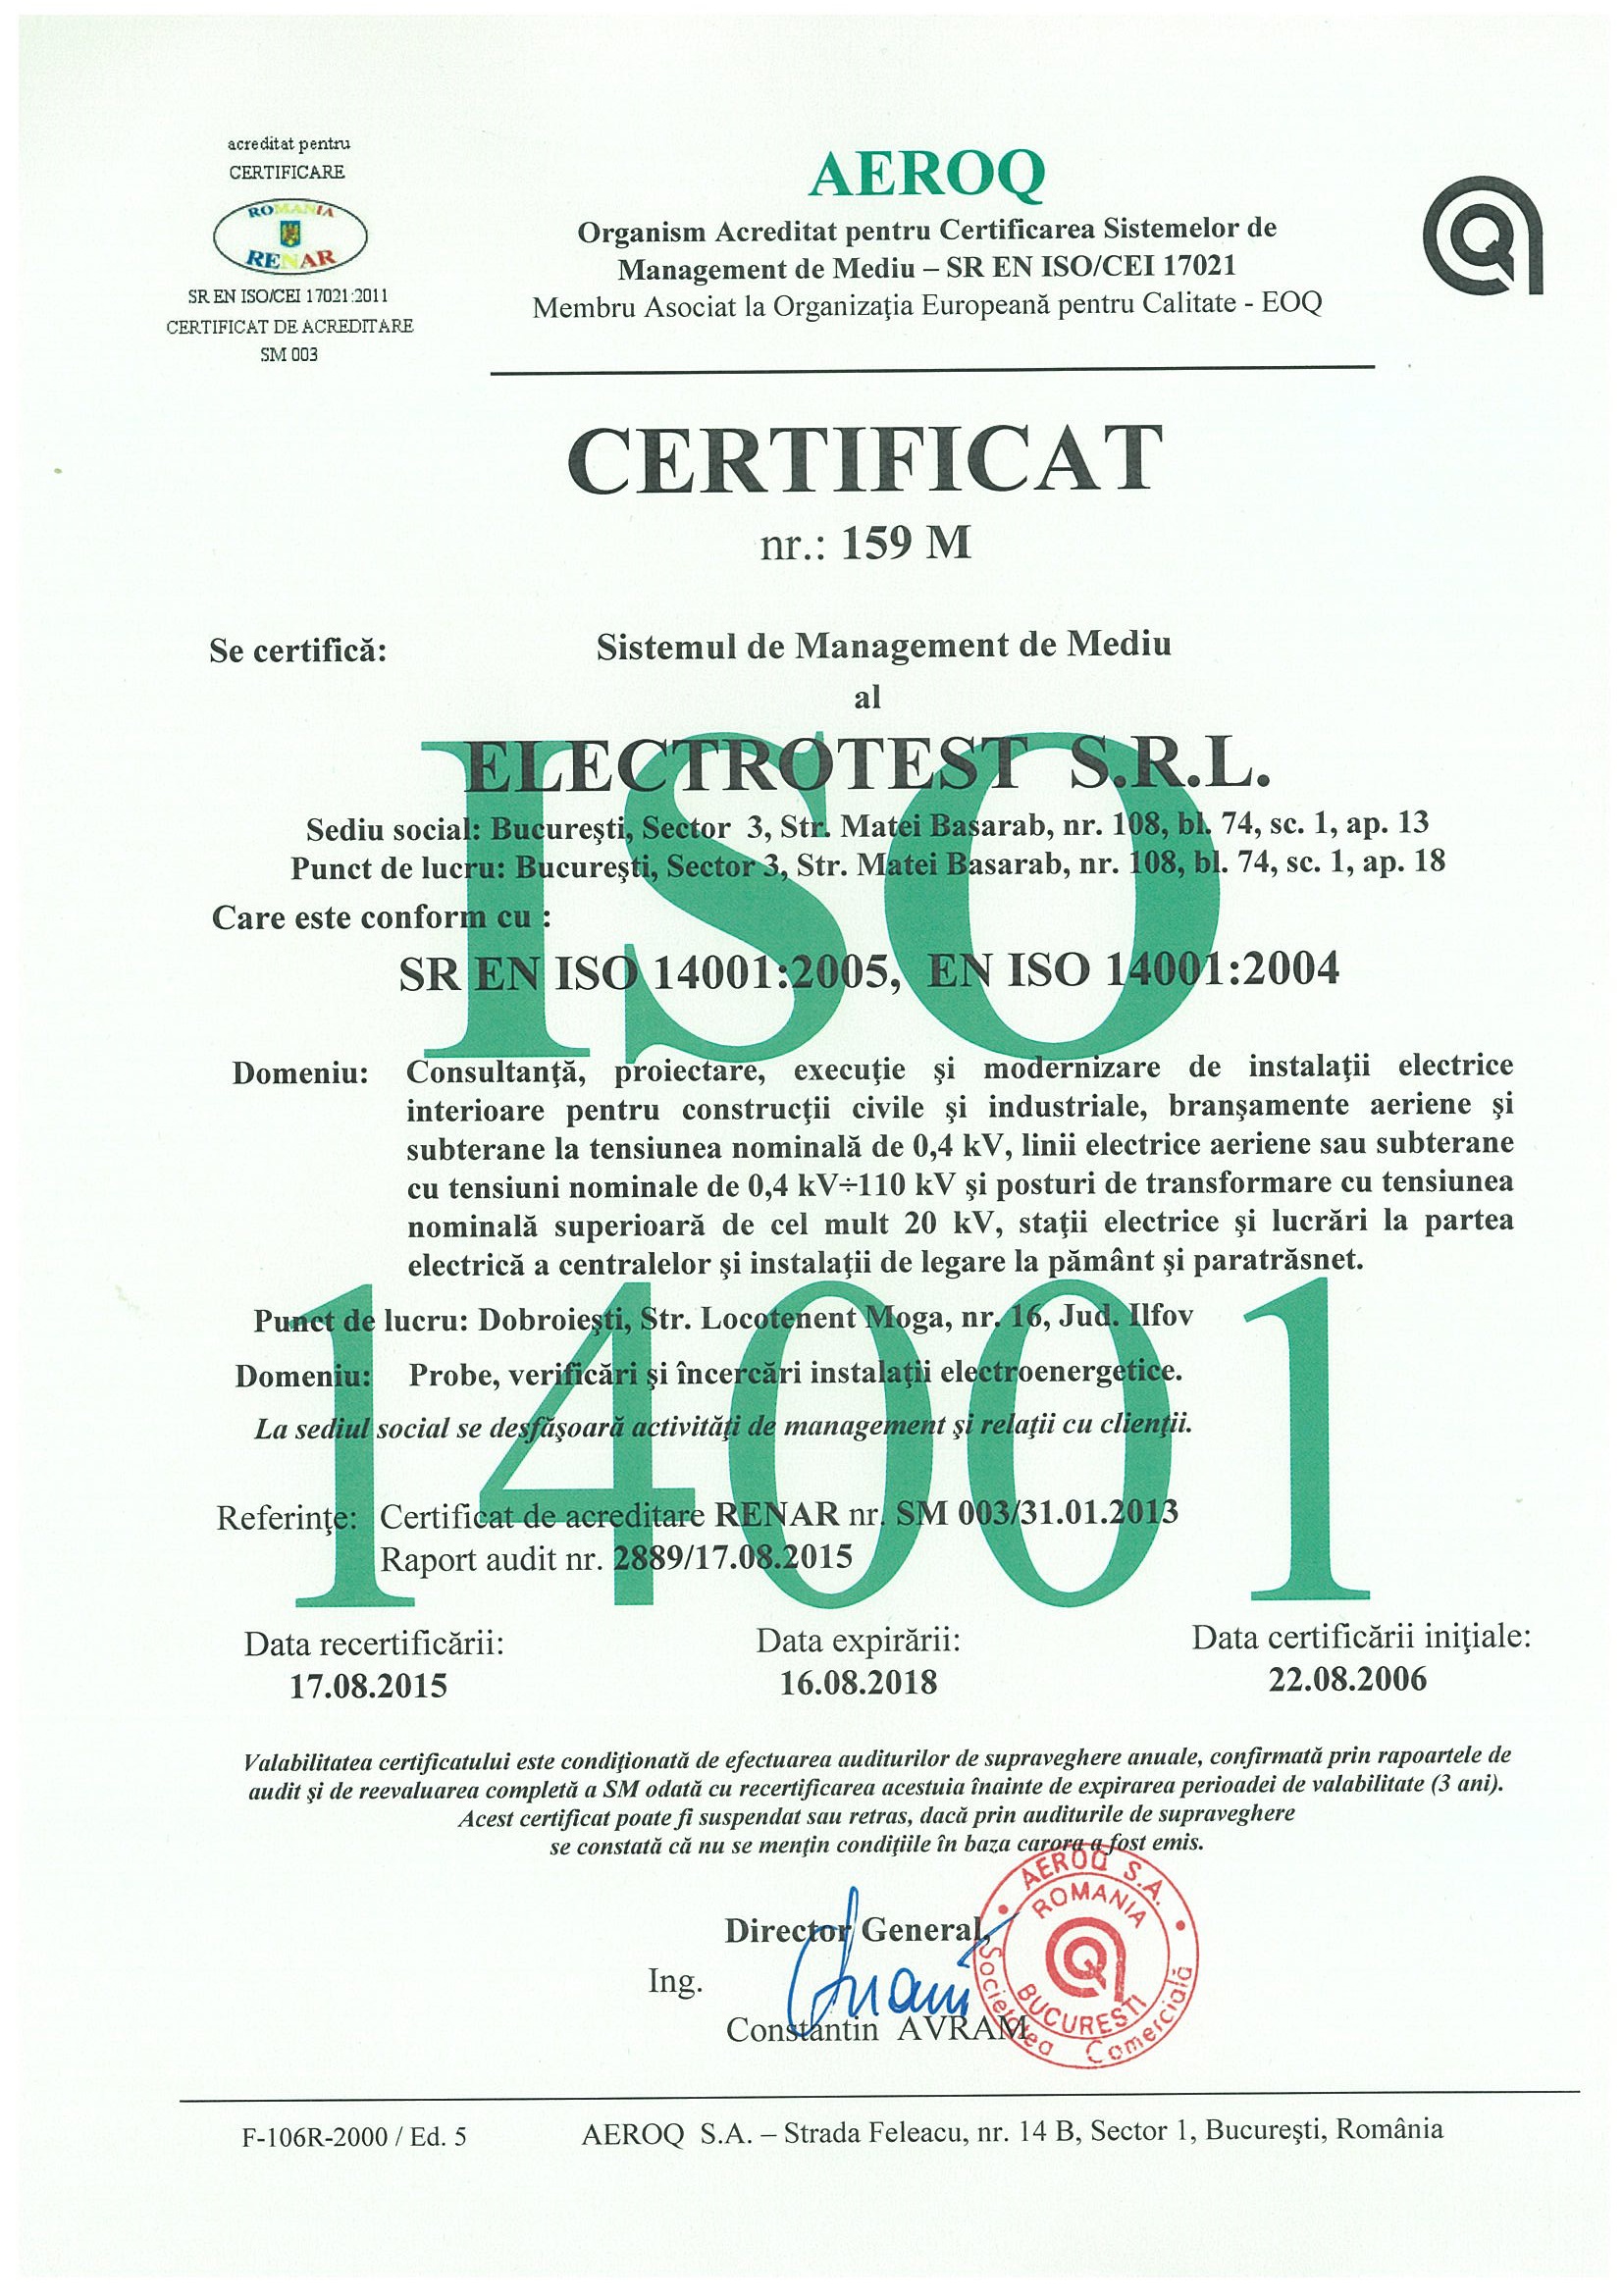 acreditat pentru
CERTIFICARE
ROMANIA
RENAR
SR EN ISO/CEI 17021:2011
CERTIFICAT DE ACREDITARE
SM 003
AEROQ
Organism Acreditat pentru Certificarea Sistemelor de
Management de Mediu – SR EN ISO/CEI 17021
Membru Asociat la Organizaţia Europeană pentru Calitate - EOQ
CERTIFICAT
nr.: 159 M
Se certifică: Sistemul de Management de Mediu
al
ISO
ELECTROTEST S.R.L.
Sediu social: Bucureşti, Sector 3, Str. Matei Basarab, nr. 108, bl. 74, sc. 1, ap. 13
Punct de lucru: Bucureşti, Sector 3, Str. Matei Basarab, nr. 108, bl. 74, sc. 1, ap. 18
Care este conform cu :
SR EN ISO 14001:2005, EN ISO 14001:2004
Domeniu: Consultanţă, proiectare, execuţie şi modernizare de instalaţii electrice
interioare pentru construcţii civile şi industriale, branşamente aeriene şi
subterane la tensiunea nominală de 0,4 kV, linii electrice aeriene sau subterane
cu tensiuni nominale de 0,4 kV÷110 kV şi posturi de transformare cu tensiunea
nominală superioară de cel mult 20 kV, staţii electrice şi lucrări la partea
electrică a centralelor şi instalaţii de legare la pământ şi paratrăsnet.
14001
Punct de lucru: Dobroieşti, Str. Locotenent Moga, nr. 16, Jud. Ilfov
Domeniu: Probe, verificări şi încercări instalaţii electroenergetice.
La sediul social se desfăşoară activităţi de management şi relaţii cu clienţii.
Referinţe: Certificat de acreditare RENAR nr. SM 003/31.01.2013
Raport audit nr. 2889/17.08.2015
Data recertificării: Data expirării: Data certificării iniţiale:
17.08.2015 16.08.2018 22.08.2006
Valabilitatea certificatului este condiţionată de efectuarea auditurilor de supraveghere anuale, confirmată prin rapoartele de
audit şi de reevaluarea completă a SM odată cu recertificarea acestuia înainte de expirarea perioadei de valabilitate (3 ani).
Acest certificat poate fi suspendat sau retras, dacă prin auditurile de supraveghere
se constată că nu se menţin condiţiile în baza carora a fost emis.
Director General,
Ing.
Constantin AVRAM
AEROQ S.A.
ROMANIA
BUCURESTI
Societatea Comercială
F-106R-2000 / Ed. 5 AEROQ S.A. – Strada Feleacu, nr. 14 B, Sector 1, Bucureşti, România